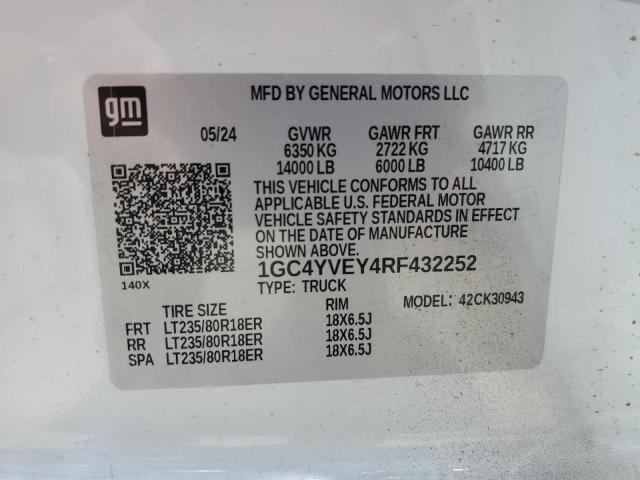 gm
MFD BY GENERAL MOTORS LLC
05/24 GVWR GAWR FRT GAWR RR
6350 KG 2722 KG 4717 KG
14000 LB 6000 LB 10400 LB
THIS VEHICLE CONFORMS TO ALL
APPLICABLE U.S. FEDERAL MOTOR
VEHICLE SAFETY STANDARDS IN EFFECT
ON THE DATE OF MANUFACTURE
SHOWN ABOVE.
1GC4YVEY4RF432252
140X
TYPE: TRUCK
MODEL: 42CK30943
TIRE SIZE RIM
FRT LT235/80R18ER 18X6.5J
RR LT235/80R18ER 18X6.5J
SPA LT235/80R18ER 18X6.5J